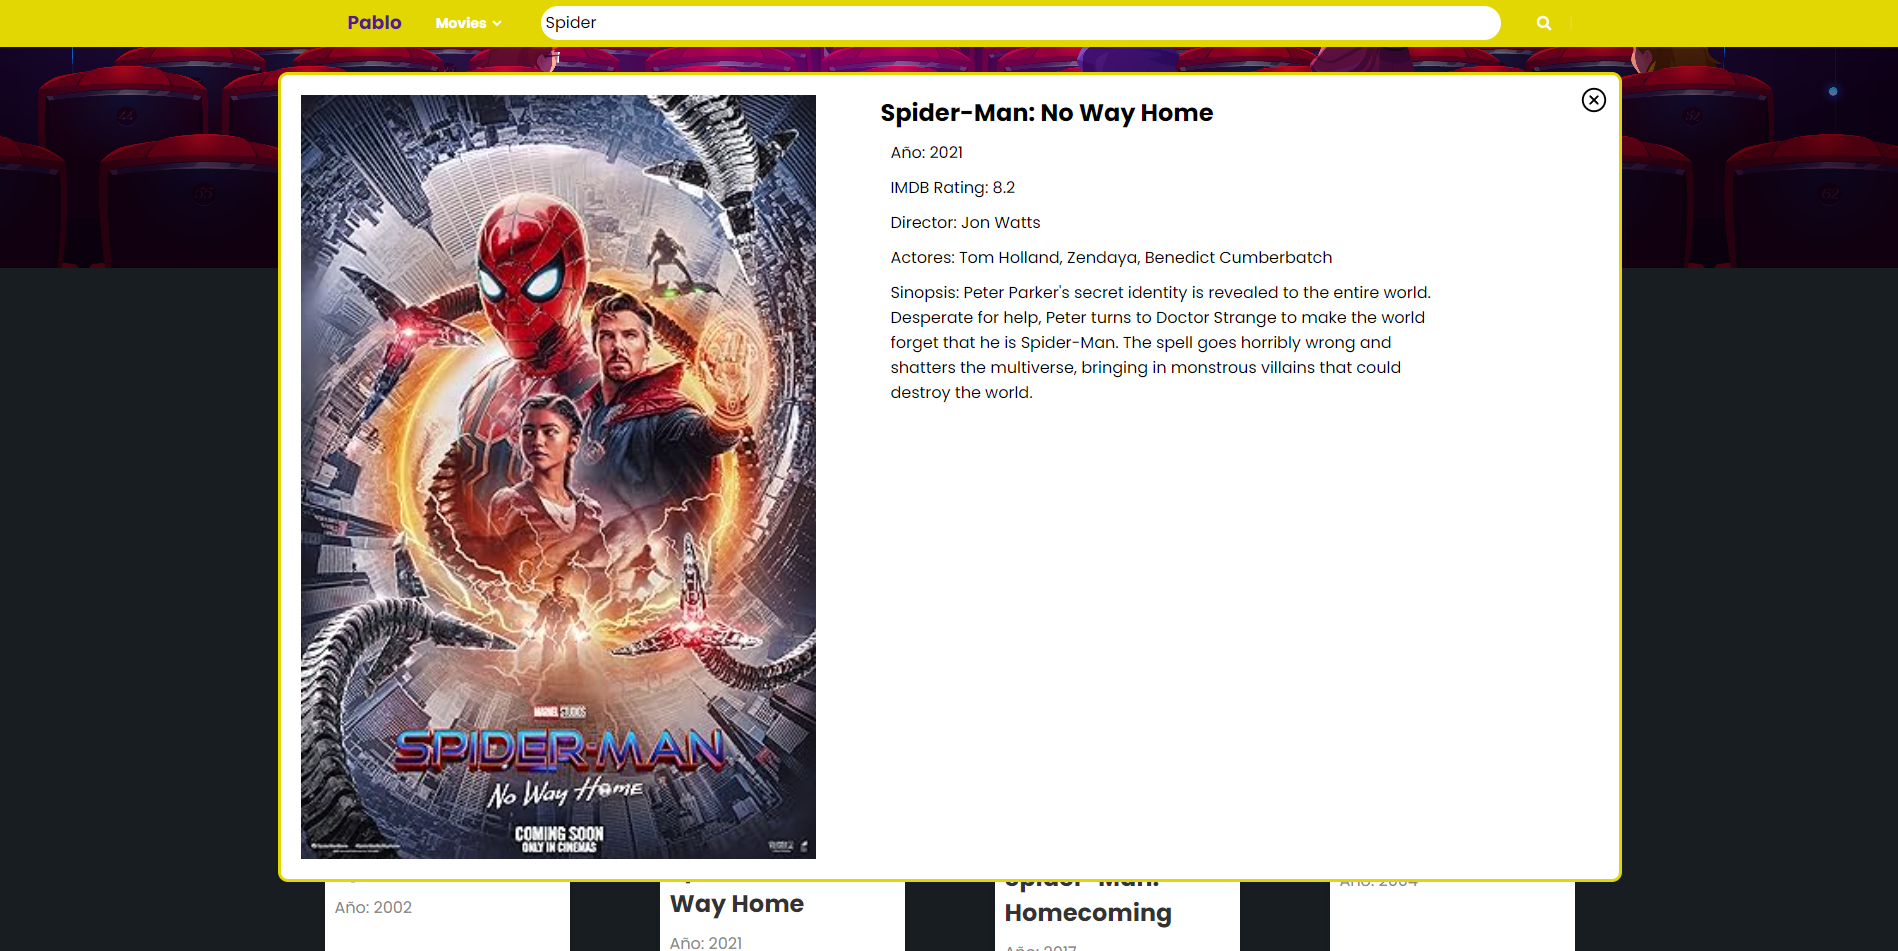 Pablo
Movies
Spider
44
55
62
Spider-Man: No Way Home
Año: 2021
IMDB Rating: 8.2
Director: Jon Watts
Actores: Tom Holland, Zendaya, Benedict Cumberbatch
Sinopsis: Peter Parker's secret identity is revealed to the entire world.
Desperate for help, Peter turns to Doctor Strange to make the world
forget that he is Spider-Man. The spell goes horribly wrong and
shatters the multiverse, bringing in monstrous villains that could
destroy the world.
MARVEL STUDIOS
SPIDER-MAN
No Way Home
COMING SOON
ONLY IN CINEMAS
Año: 2002
Way Home
Año: 2021
Spider-Man:
Homecoming
Año: 2017
Año: 2004